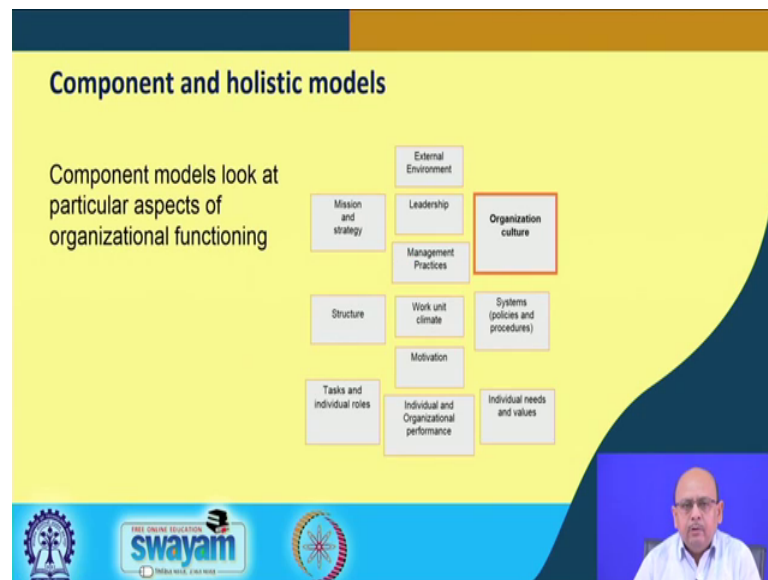 Component and holistic models
Component models look at
particular aspects of
organizational functioning
External
Environment
Mission
and
strategy
Leadership
Organization
culture
Management
Practices
Structure
Work unit
climate
Systems
(policies and
procedures)
Motivation
Tasks and
individual roles
Individual and
Organizational
performance
Individual needs
and values
FREE ONLINE EDUCATION
swayam